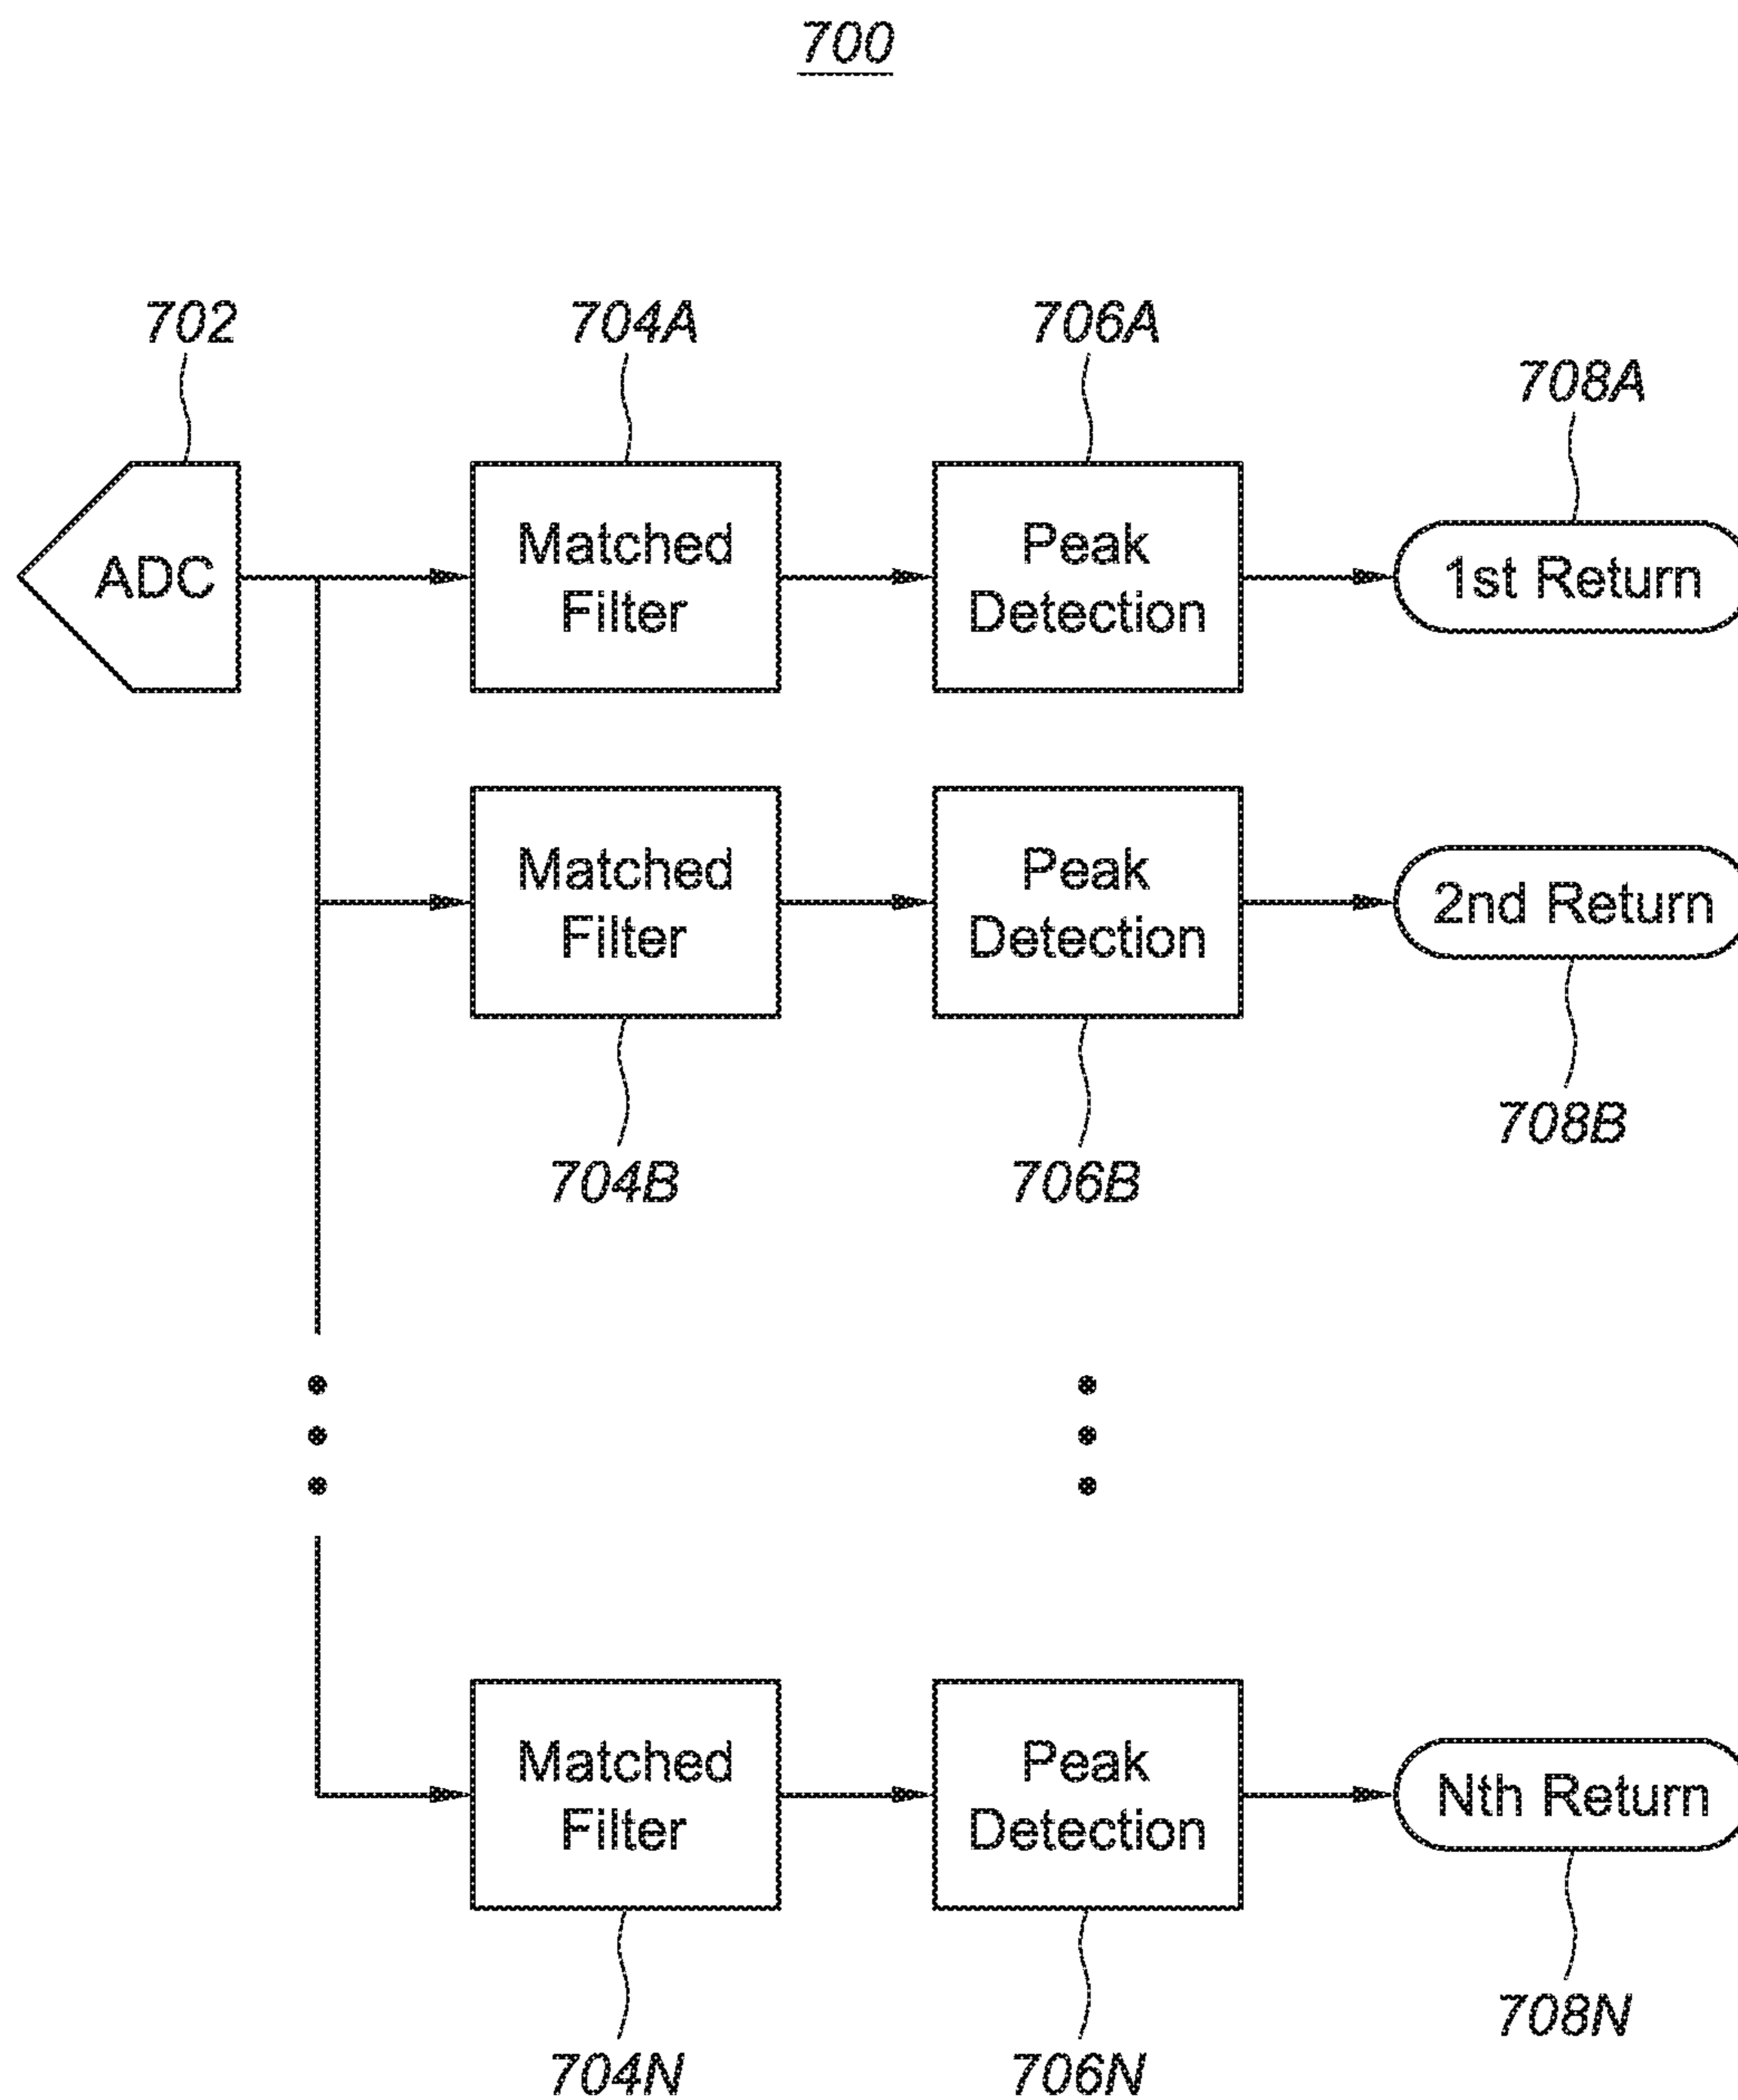 700
702
704A
706A
708A
ADC
Matched
Filter
Peak
Detection
1st Return
Matched
Filter
Peak
Detection
2nd Return
704B
706B
708B
Matched
Filter
Peak
Detection
Nth Return
704N
706N
708N